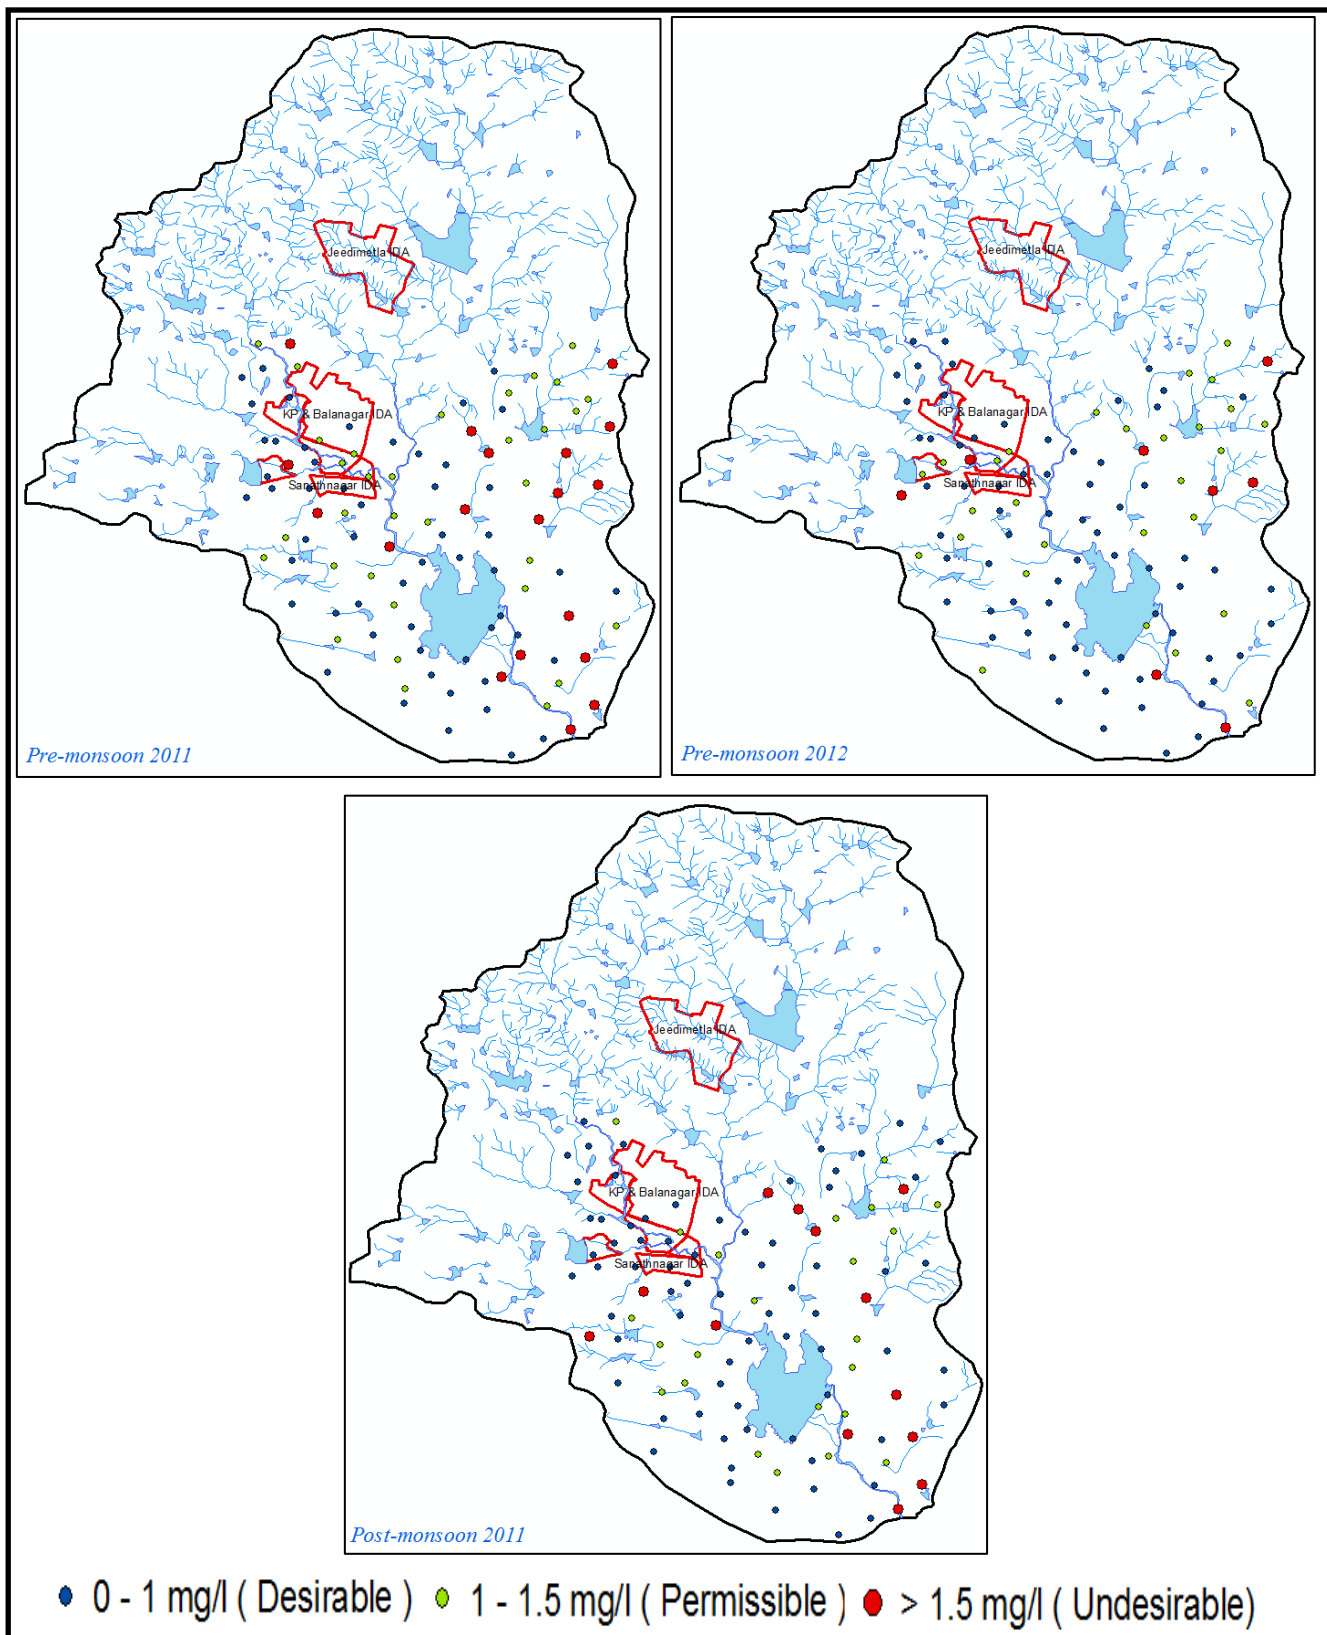 Jeedimetla IDA
KP & Balanagar IDA
Sanathnagar IDA
Pre-monsoon 2011
Jeedimetla IDA
KP & Balanagar IDA
Sanathnagar IDA
Pre-monsoon 2012
Jeedimetla IDA
KP & Balanagar IDA
Sanathnagar IDA
Post-monsoon 2011
0 - 1 mg/l ( Desirable ) 1 - 1.5 mg/l ( Permissible ) > 1.5 mg/l ( Undesirable)